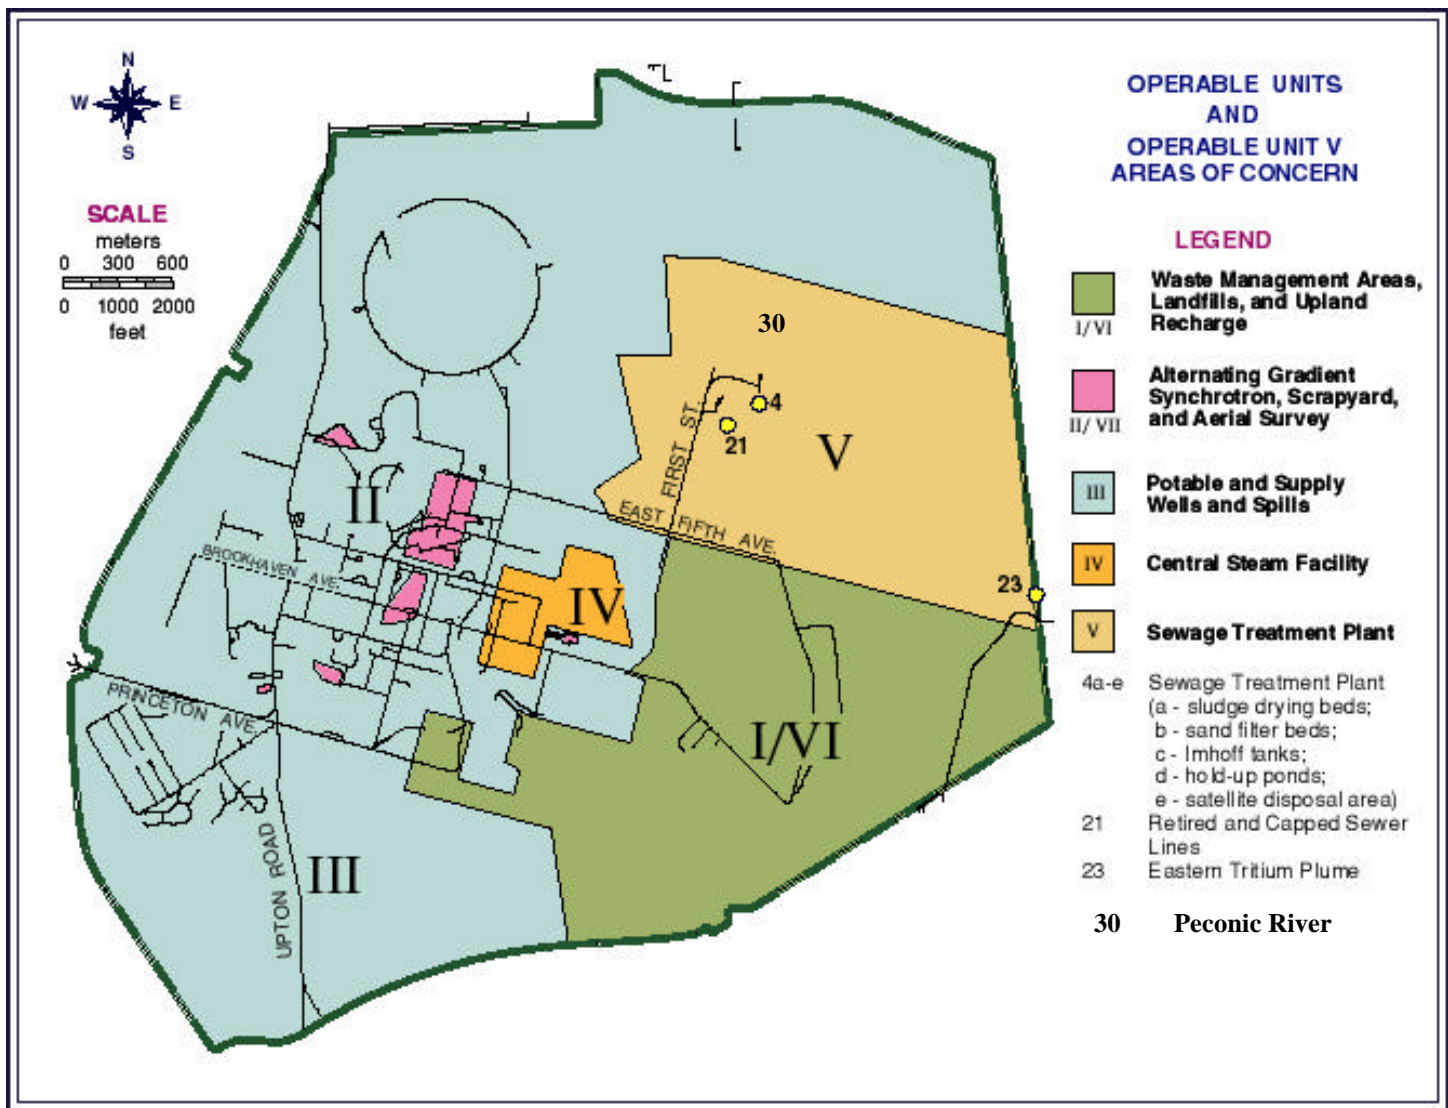 N
W E
S
SCALE
meters
0 300 600
0 1000 2000
feet
OPERABLE UNITS
AND
OPERABLE UNIT V
AREAS OF CONCERN
LEGEND
I/VI
Waste Management Areas,
Landfills, and Upland
Recharge
II/VII
Alternating Gradient
Synchrotron, Scrapyard,
and Aerial Survey
III
Potable and Supply
Wells and Spills
IV
Central Steam Facility
V
Sewage Treatment Plant
4a-e Sewage Treatment Plant
(a - sludge drying beds;
b - sand filter beds;
c - Imhoff tanks;
d - hold-up ponds;
e - satellite disposal area)
21 Retired and Capped Sewer
Lines
23 Eastern Tritium Plume
30 Peconic River
30
4
21
V
FIRST ST.
EAST FIFTH AVE.
23
II
BROOKHAVEN AVE.
IV
PRINCETON AVE.
I/VI
UPTON ROAD
III